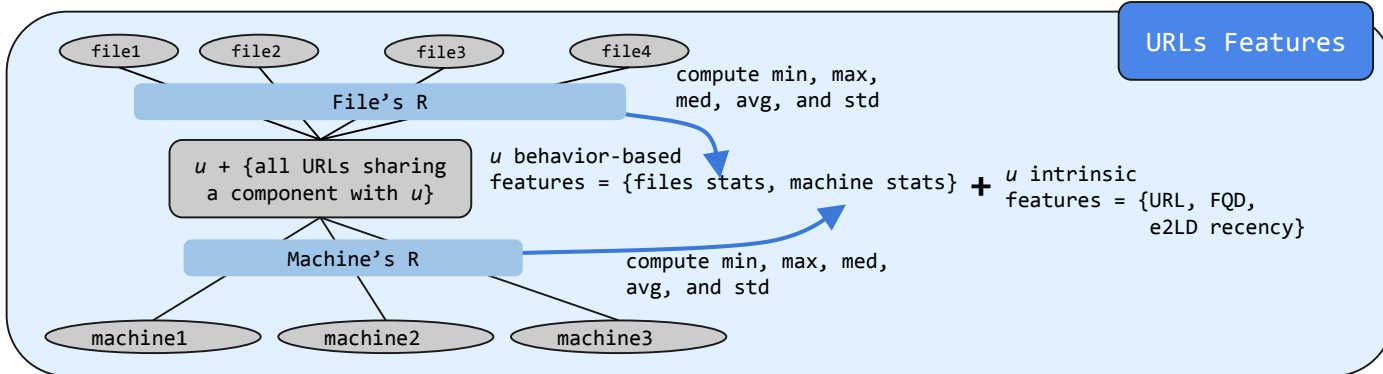 URLs Features
file1
file2
file3
file4
compute min, max,
med, avg, and std
File’s R
u + {all URLs sharing
a component with u}
u behavior-based
features = {files stats, machine stats}
+
u intrinsic
features = {URL, FQD,
e2LD recency}
Machine’s R
compute min, max, med,
avg, and std
machine1
machine2
machine3